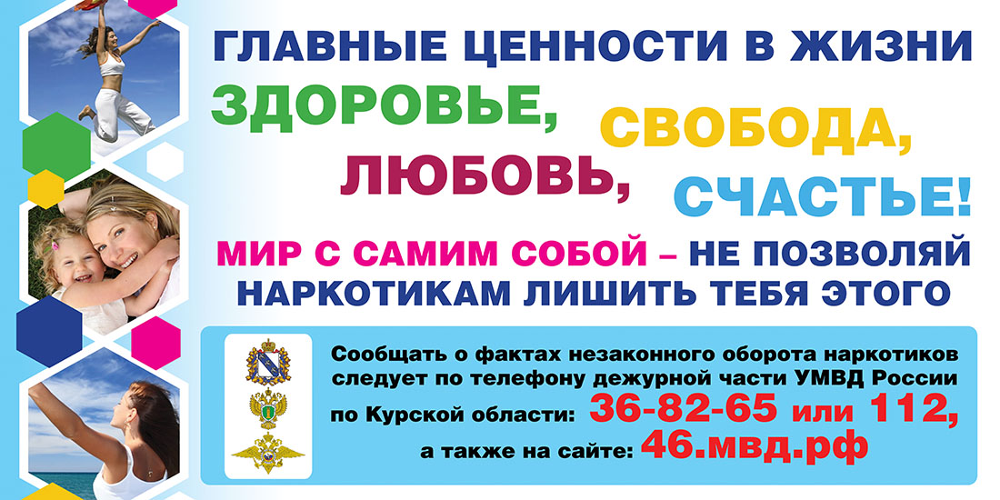 ГЛАВНЫЕ ЦЕННОСТИ В ЖИЗНИ
ЗДОРОВЬЕ,
СВОБОДА,
ЛЮБОВЬ,
СЧАСТЬЕ!
МИР С САМИМ СОБОЙ – НЕ ПОЗВОЛЯЙ
НАРКОТИКАМ ЛИШИТЬ ТЕБЯ ЭТОГО
Сообщать о фактах незаконного оборота наркотиков
следует по телефону дежурной части УМВД России
по Курской области: 36-82-65 или 112,
а также на сайте: 46.мвд.рф